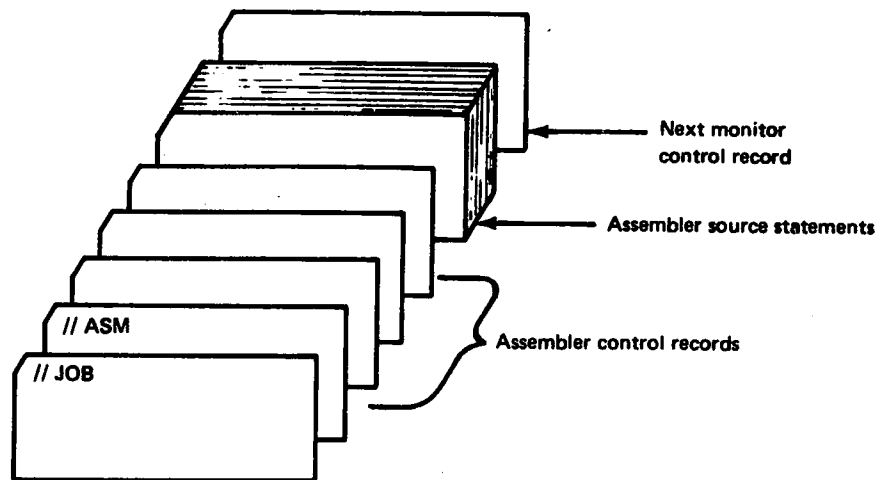 Next monitor
control record
Assembler source statements
// ASM
Assembler control records
// JOB